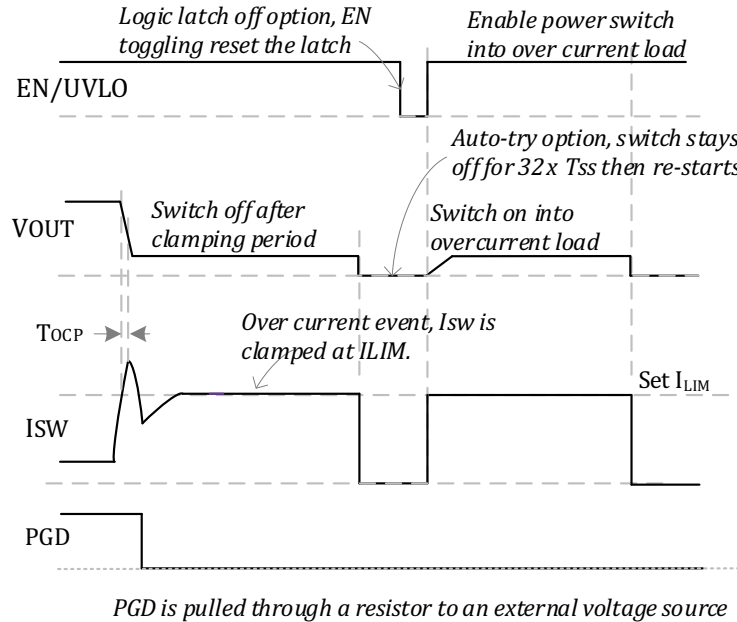 Logic latch off option, EN
toggling reset the latch
Enable power switch
into over current load
EN/UVLO
Auto-try option, switch stays
off for 32x Tss then re-starts
VOUT
Switch off after
clamping period
Switch on into
overcurrent load
TOCP
Over current event, Isw is
clamped at ILIM.
Set ILIM
ISW
PGD
PGD is pulled through a resistor to an external voltage source